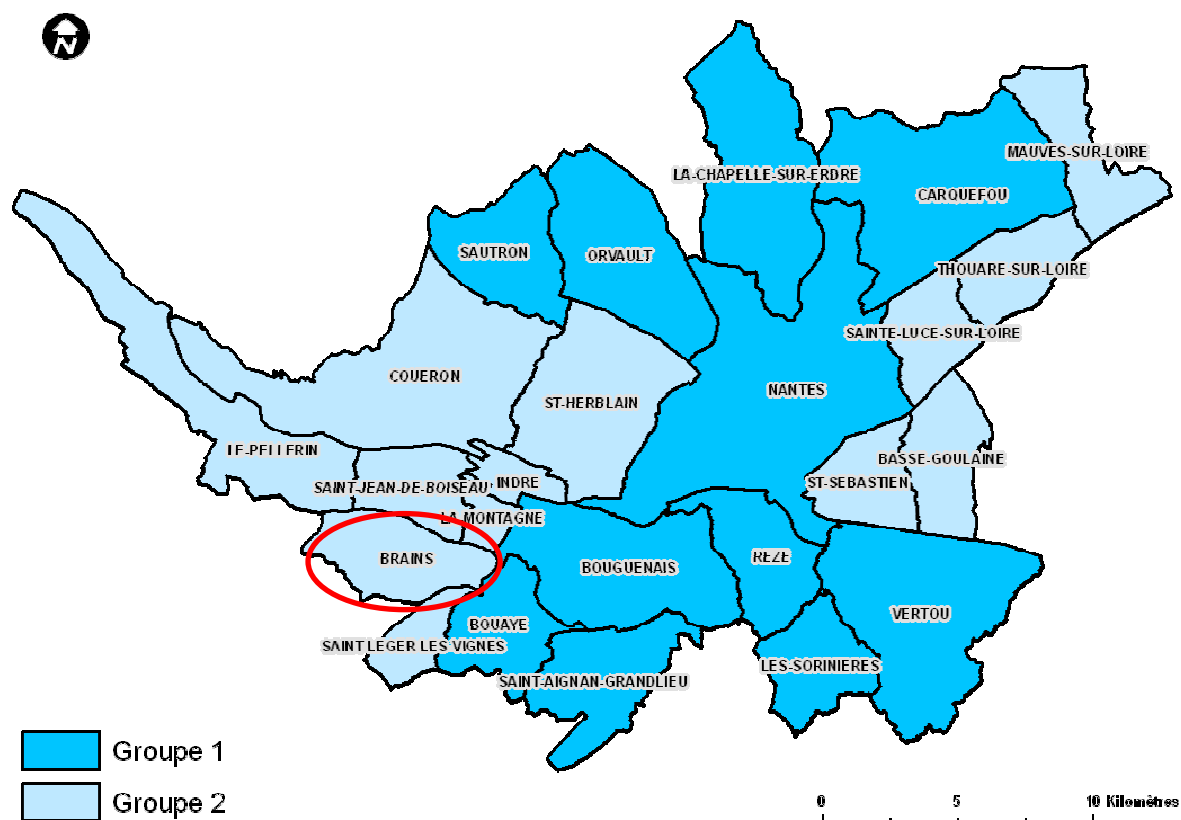 N
MAUVES-SUR-LOIRE
LA-CHAPELLE-SUR-ERDRE
CARQUEFOU
SAUTRON
ORVAULT
THOUARE-SUR-LOIRE
SAINTE-LUCE-SUR-LOIRE
COUERON
NANTES
ST-HERBLAIN
LE-PELLERIN
BASSE-GOULAINE
SAINT-JEAN-DE-BOISEAU
INDRE
ST-SEBASTIEN
LA-MONTAGNE
BRAINS
BOUGUENAIS
REZE
VERTOU
BOUAYE
SAINT LEGER LES VIGNES
LES-SORINIERES
SAINT-AIGNAN-GRANDLIEU
Groupe 1
Groupe 2
0 5 10 Kilomètres